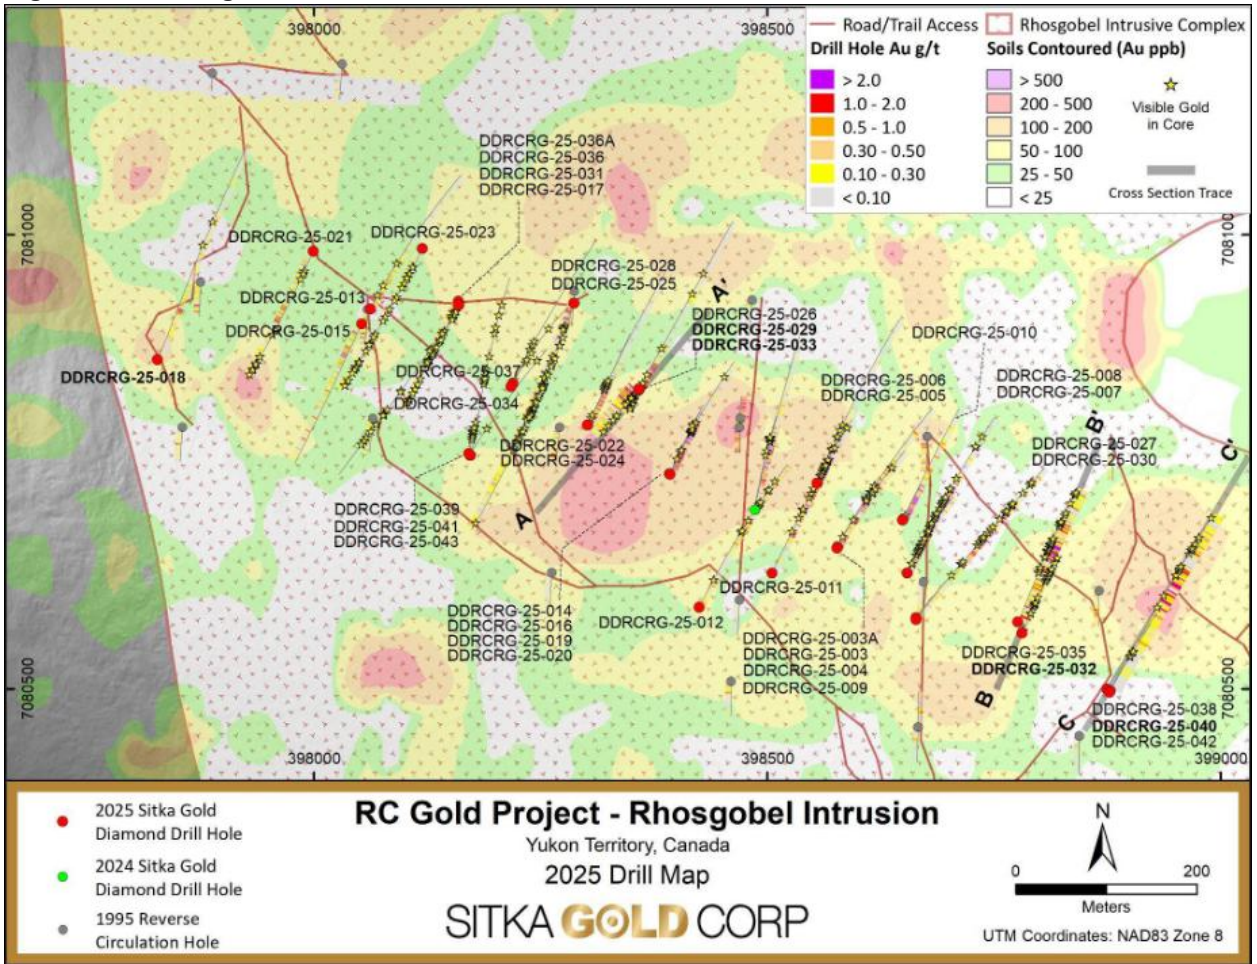 398000
398500
Road/Trail Access
Rhosgobel Intrusive Complex
Drill Hole Au g/t
Soils Contoured (Au ppb)
> 2.0
1.0 - 2.0
0.5 - 1.0
0.30 - 0.50
0.10 - 0.30
< 0.10
> 500
200 - 500
100 - 200
50 - 100
25 - 50
< 25
Visible Gold
in Core
Cross Section Trace
7081000
DDRCRG-25-036A
DDRCRG-25-036
DDRCRG-25-031
DDRCRG-25-017
DDRCRG-25-021
DDRCRG-25-023
DDRCRG-25-028
DDRCRG-25-025
A'
DDRCRG-25-013
DDRCRG-25-015
DDRCRG-25-026
DDRCRG-25-029
DDRCRG-25-033
DDRCRG-25-010
DDRCRG-25-018
DDRCRG-25-037
DDRCRG-25-034
DDRCRG-25-006
DDRCRG-25-005
DDRCRG-25-008
DDRCRG-25-007
B'
DDRCRG-25-022
DDRCRG-25-024
DDRCRG-25-027
DDRCRG-25-030
C'
A
DDRCRG-25-039
DDRCRG-25-041
DDRCRG-25-043
DDRCRG-25-011
DDRCRG-25-014
DDRCRG-25-016
DDRCRG-25-019
DDRCRG-25-020
DDRCRG-25-012
DDRCRG-25-003A
DDRCRG-25-003
DDRCRG-25-004
DDRCRG-25-009
DDRCRG-25-035
DDRCRG-25-032
B
C
DDRCRG-25-038
DDRCRG-25-040
DDRCRG-25-042
7080500
7080500
398000
398500
399000
2025 Sitka Gold
Diamond Drill Hole
2024 Sitka Gold
Diamond Drill Hole
1995 Reverse
Circulation Hole
RC Gold Project - Rhosgobel Intrusion
Yukon Territory, Canada
2025 Drill Map
SITKA GOLD CORP
N
0 200
Meters
UTM Coordinates: NAD83 Zone 8